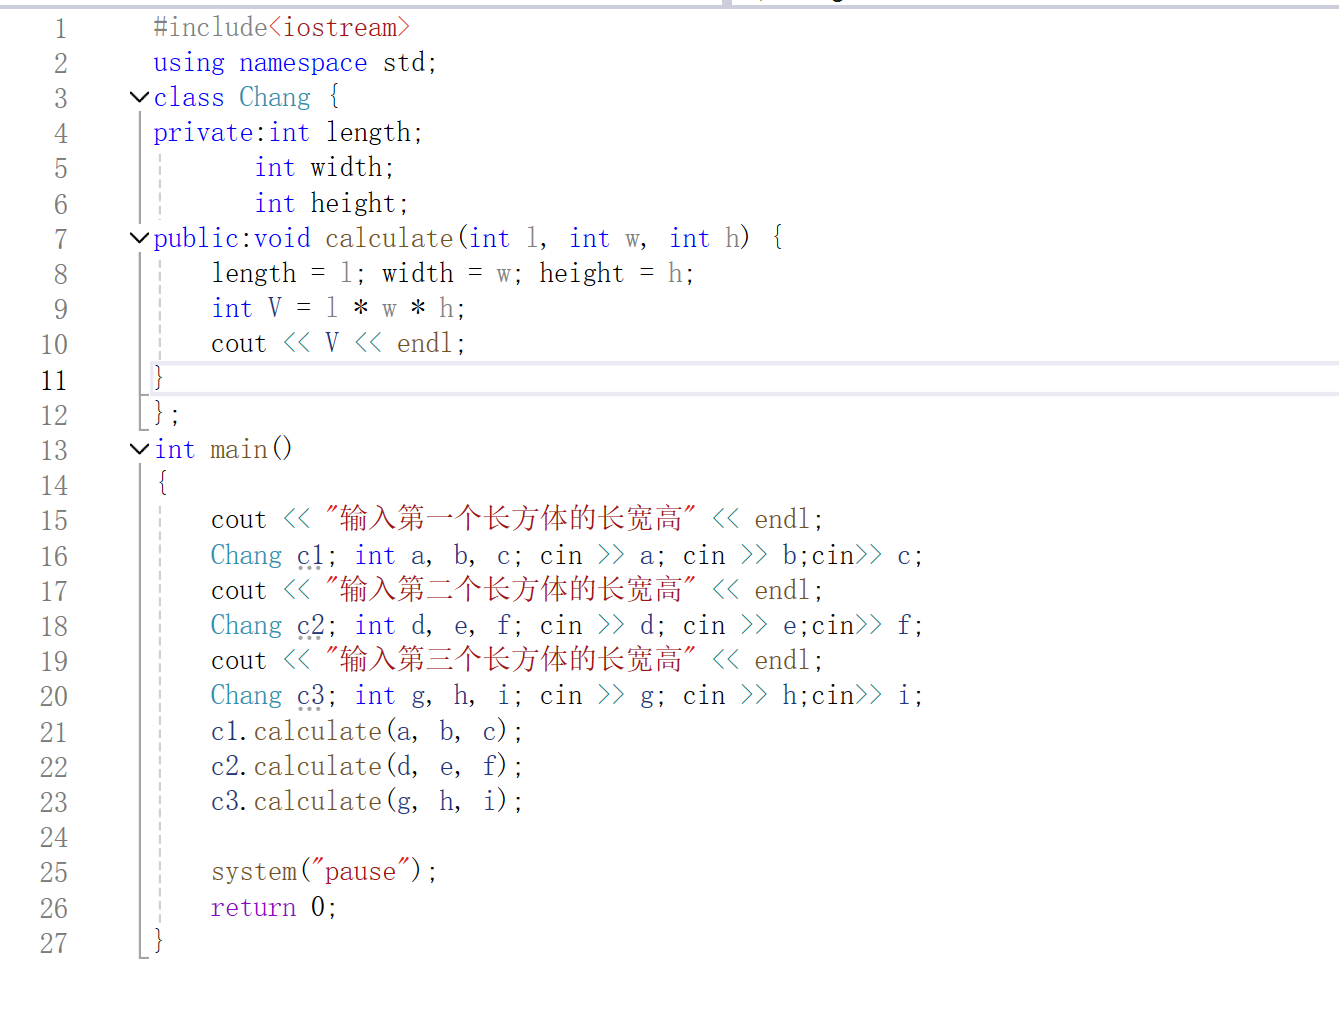 1 #include<iostream>
2 using namespace std;
3 class Chang {
4 private:int length;
5 int width;
6 int height;
7 public:void calculate(int l, int w, int h) {
8 length = l; width = w; height = h;
9 int V = l * w * h;
10 cout << V << endl;
11 }
12 };
13 int main()
14 {
15 cout << "输入第一个长方体的长宽高" << endl;
16 Chang c1; int a, b, c; cin >> a; cin >> b;cin>> c;
17 cout << "输入第二个长方体的长宽高" << endl;
18 Chang c2; int d, e, f; cin >> d; cin >> e;cin>> f;
19 cout << "输入第三个长方体的长宽高" << endl;
20 Chang c3; int g, h, i; cin >> g; cin >> h;cin>> i;
21 c1.calculate(a, b, c);
22 c2.calculate(d, e, f);
23 c3.calculate(g, h, i);
24
25 system("pause");
26 return 0;
27 }